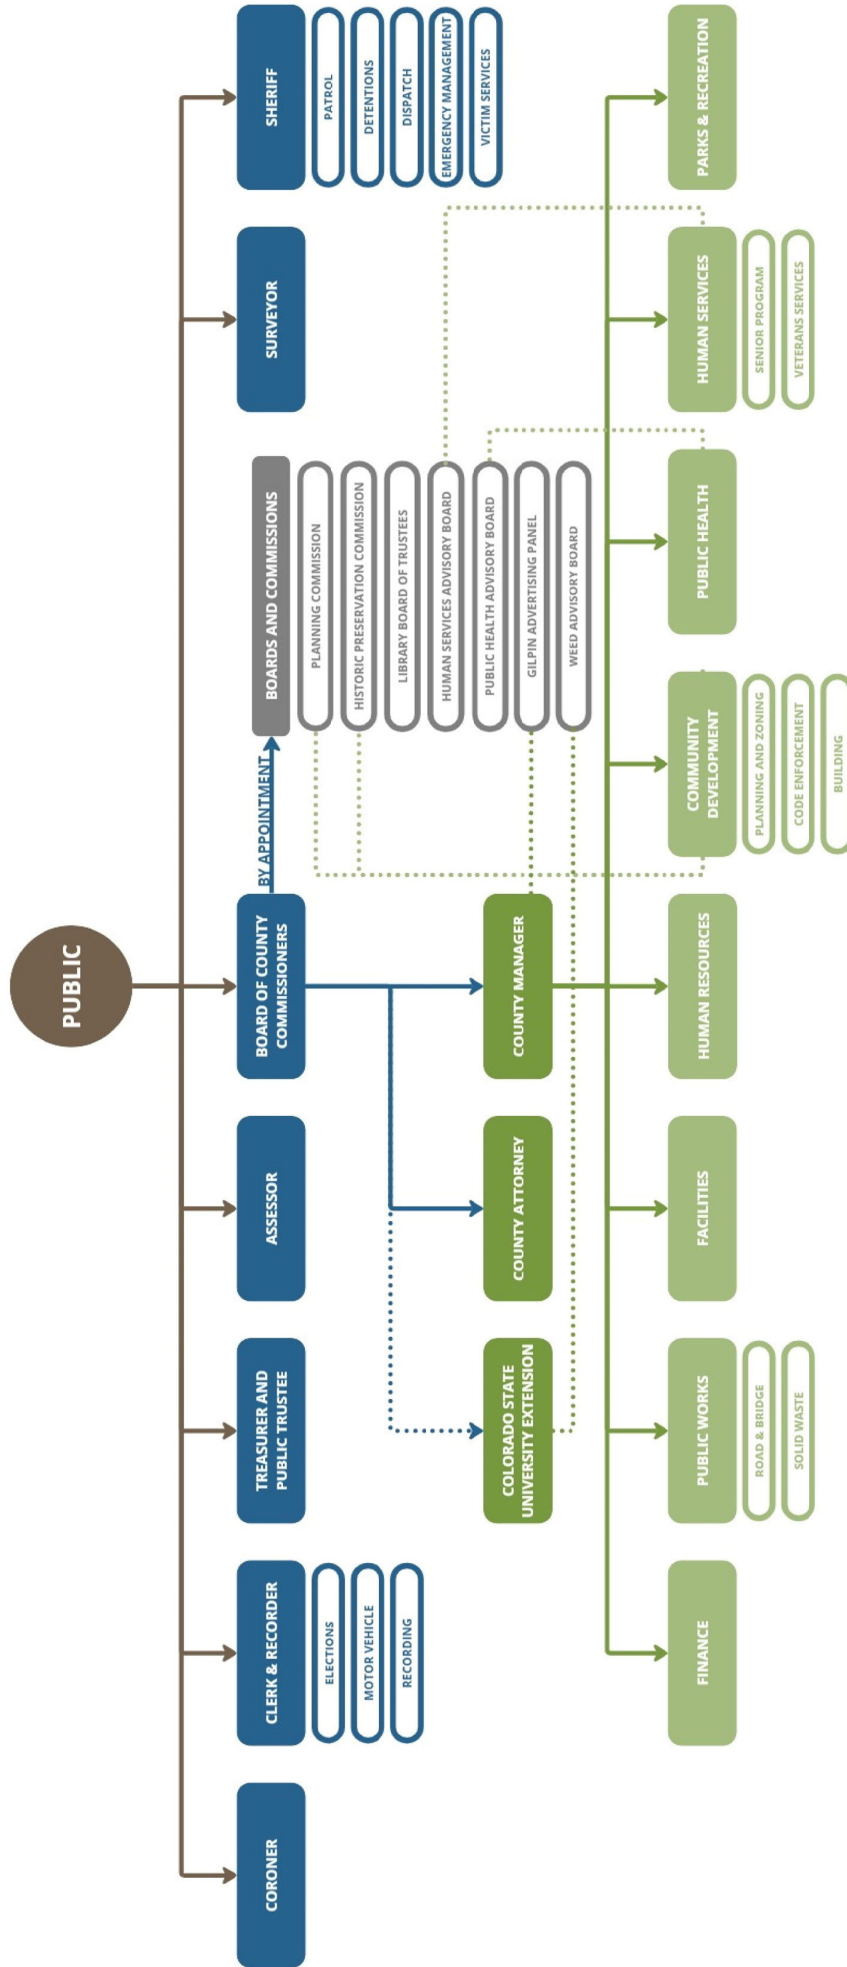 PUBLIC
CORONER
CLERK & RECORDER
ELECTIONS
MOTOR VEHICLE
RECORDING
TREASURER AND
PUBLIC TRUSTEE
ASSESSOR
BOARD OF COUNTY
COMMISSIONERS
BY APPOINTMENT
BOARDS AND COMMISSIONS
PLANNING COMMISSION
HISTORIC PRESERVATION COMMISSION
LIBRARY BOARD OF TRUSTEES
HUMAN SERVICES ADVISORY BOARD
PUBLIC HEALTH ADVISORY BOARD
GILPIN ADVERTISING PANEL
WEED ADVISORY BOARD
SURVEYOR
SHERIFF
PATROL
DETENTIONS
DISPATCH
EMERGENCY MANAGEMENT
VICTIM SERVICES
COLORADO STATE
UNIVERSITY EXTENSION
COUNTY ATTORNEY
COUNTY MANAGER
FINANCE
PUBLIC WORKS
ROAD & BRIDGE
SOLID WASTE
FACILITIES
HUMAN RESOURCES
COMMUNITY
DEVELOPMENT
PLANNING AND ZONING
CODE ENFORCEMENT
BUILDING
PUBLIC HEALTH
HUMAN SERVICES
SENIOR PROGRAM
VETERANS SERVICES
PARKS & RECREATION